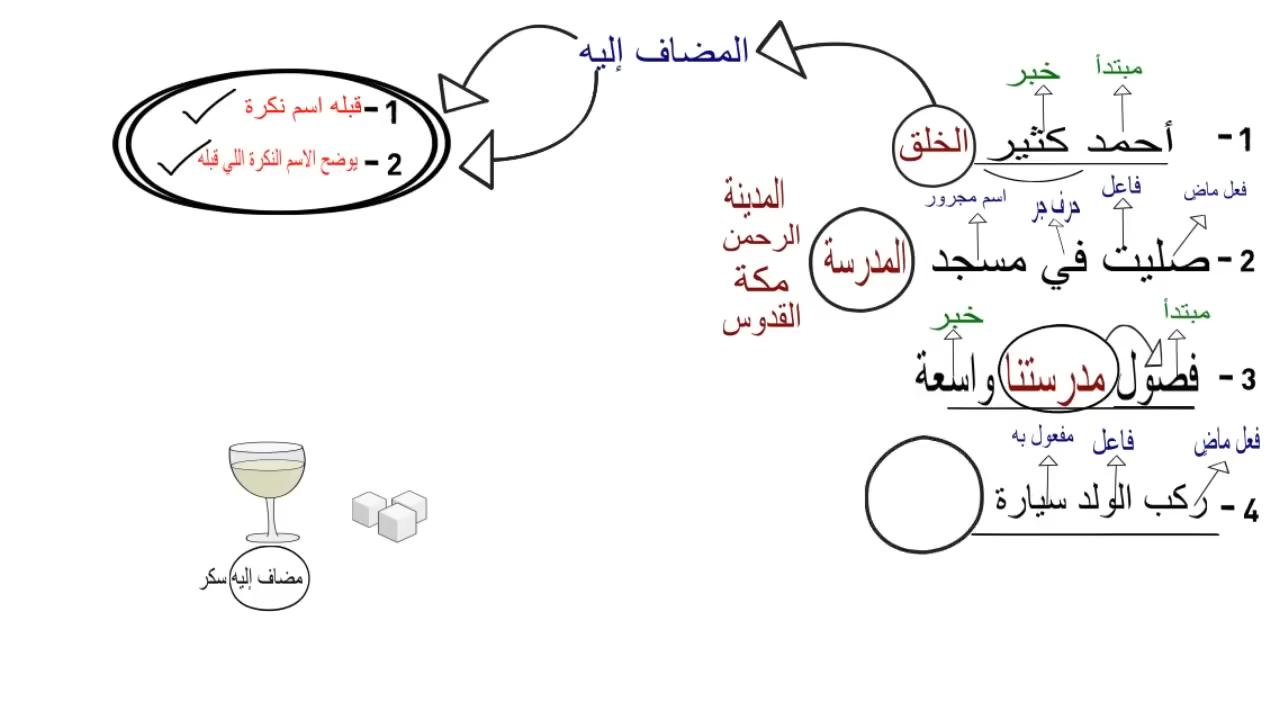 المضاف إليه
1- قبله اسم نكرة
2 - يوضح الاسم النكرة اللي قبله
مبتدأ خبر
1- أحمد كثير الخلق
فعل ماض فاعل حرف جر اسم مجرور
2 - صليت في مسجد المدرسة
المدينة
الرحمن
مكة
القدوس
مبتدأ خبر
3 - فصول مدرستنا واسعة
فعل ماضٍ فاعل مفعول به
4 - ركب الولد سيارة
مضاف إليه سكر